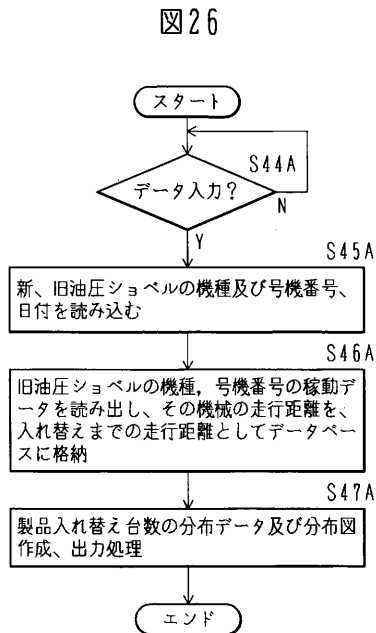 図26
スタート
S44A
データ入力?
N
Y
S45A
新、旧油圧ショベルの機種及び号機番号、
日付を読み込む
S46A
旧油圧ショベルの機種,号機番号の稼動デー
タを読み出し、その機械の走行距離を、
入れ替えまでの走行距離としてデータベー
スに格納
S47A
製品入れ替え台数の分布データ及び分布図
作成、出力処理
エンド